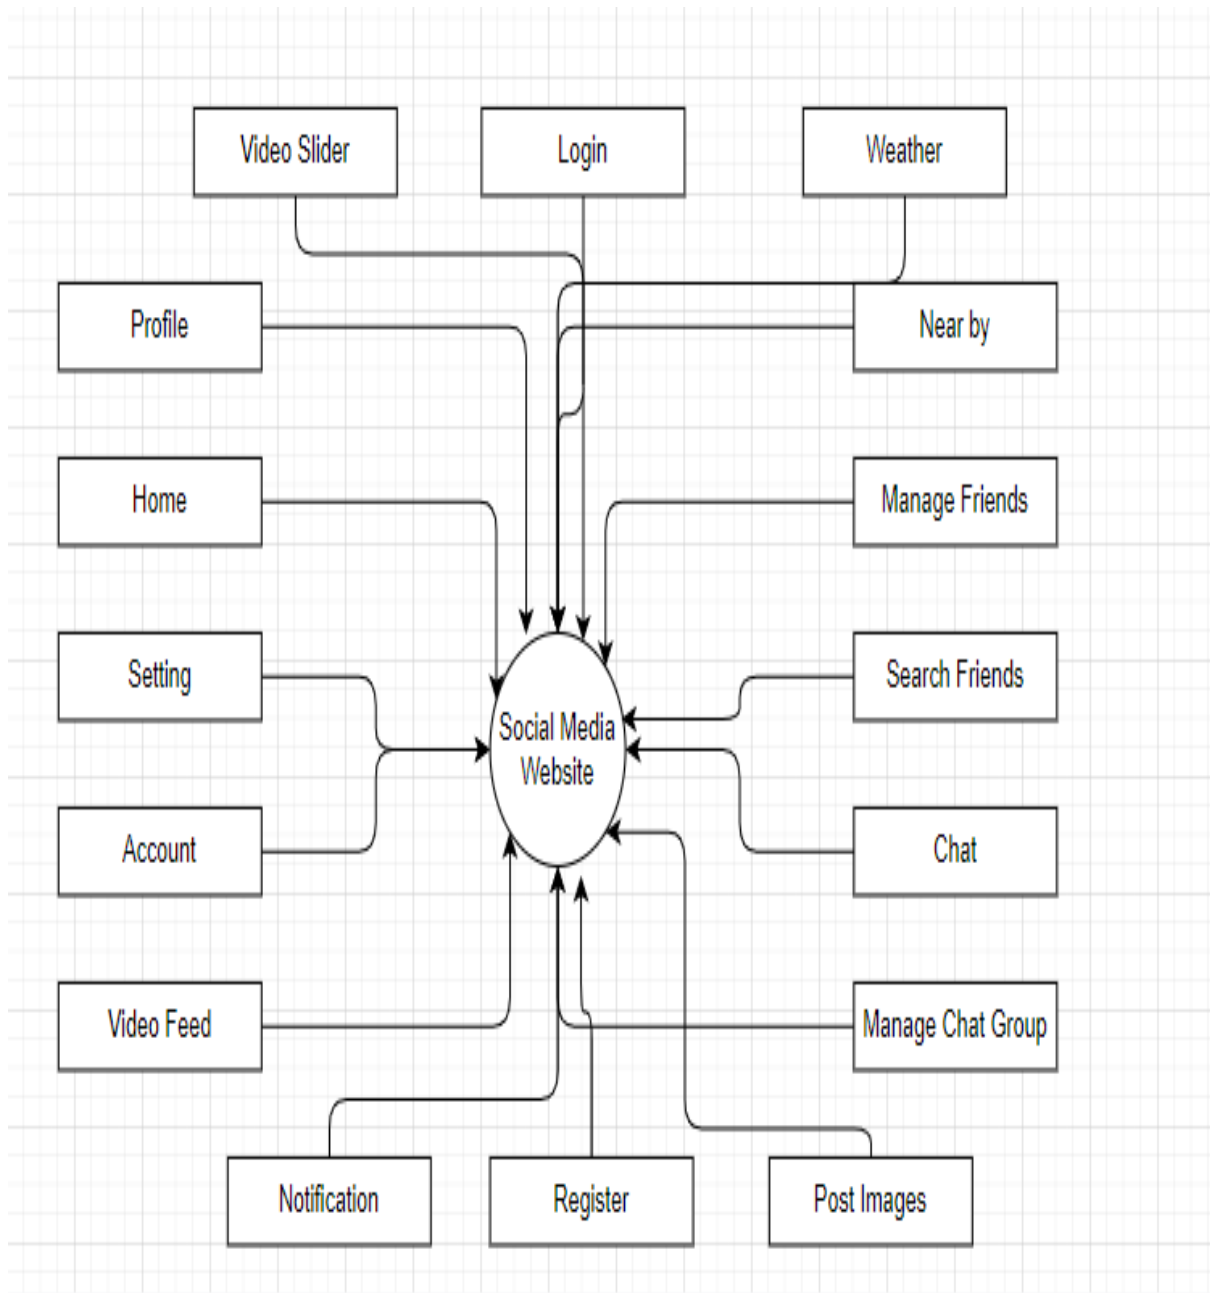 Video Slider
Login
Weather
Profile
Near by
Home
Manage Friends
Setting
Search Friends
Social Media
Website
Account
Chat
Video Feed
Manage Chat Group
Notification
Register
Post Images